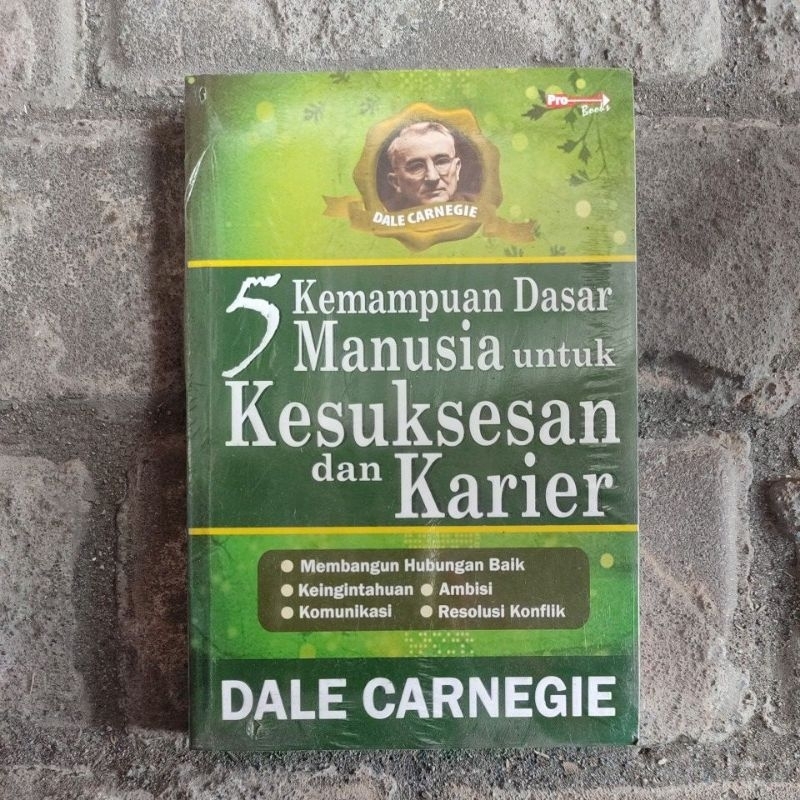 Pro
Books
DALE CARNEGIE
5 Kemampuan Dasar
Manusia untuk
Kesuksesan
dan Karier
• Membangun Hubungan Baik
• Keingintahuan • Ambisi
• Komunikasi • Resolusi Konflik
DALE CARNEGIE